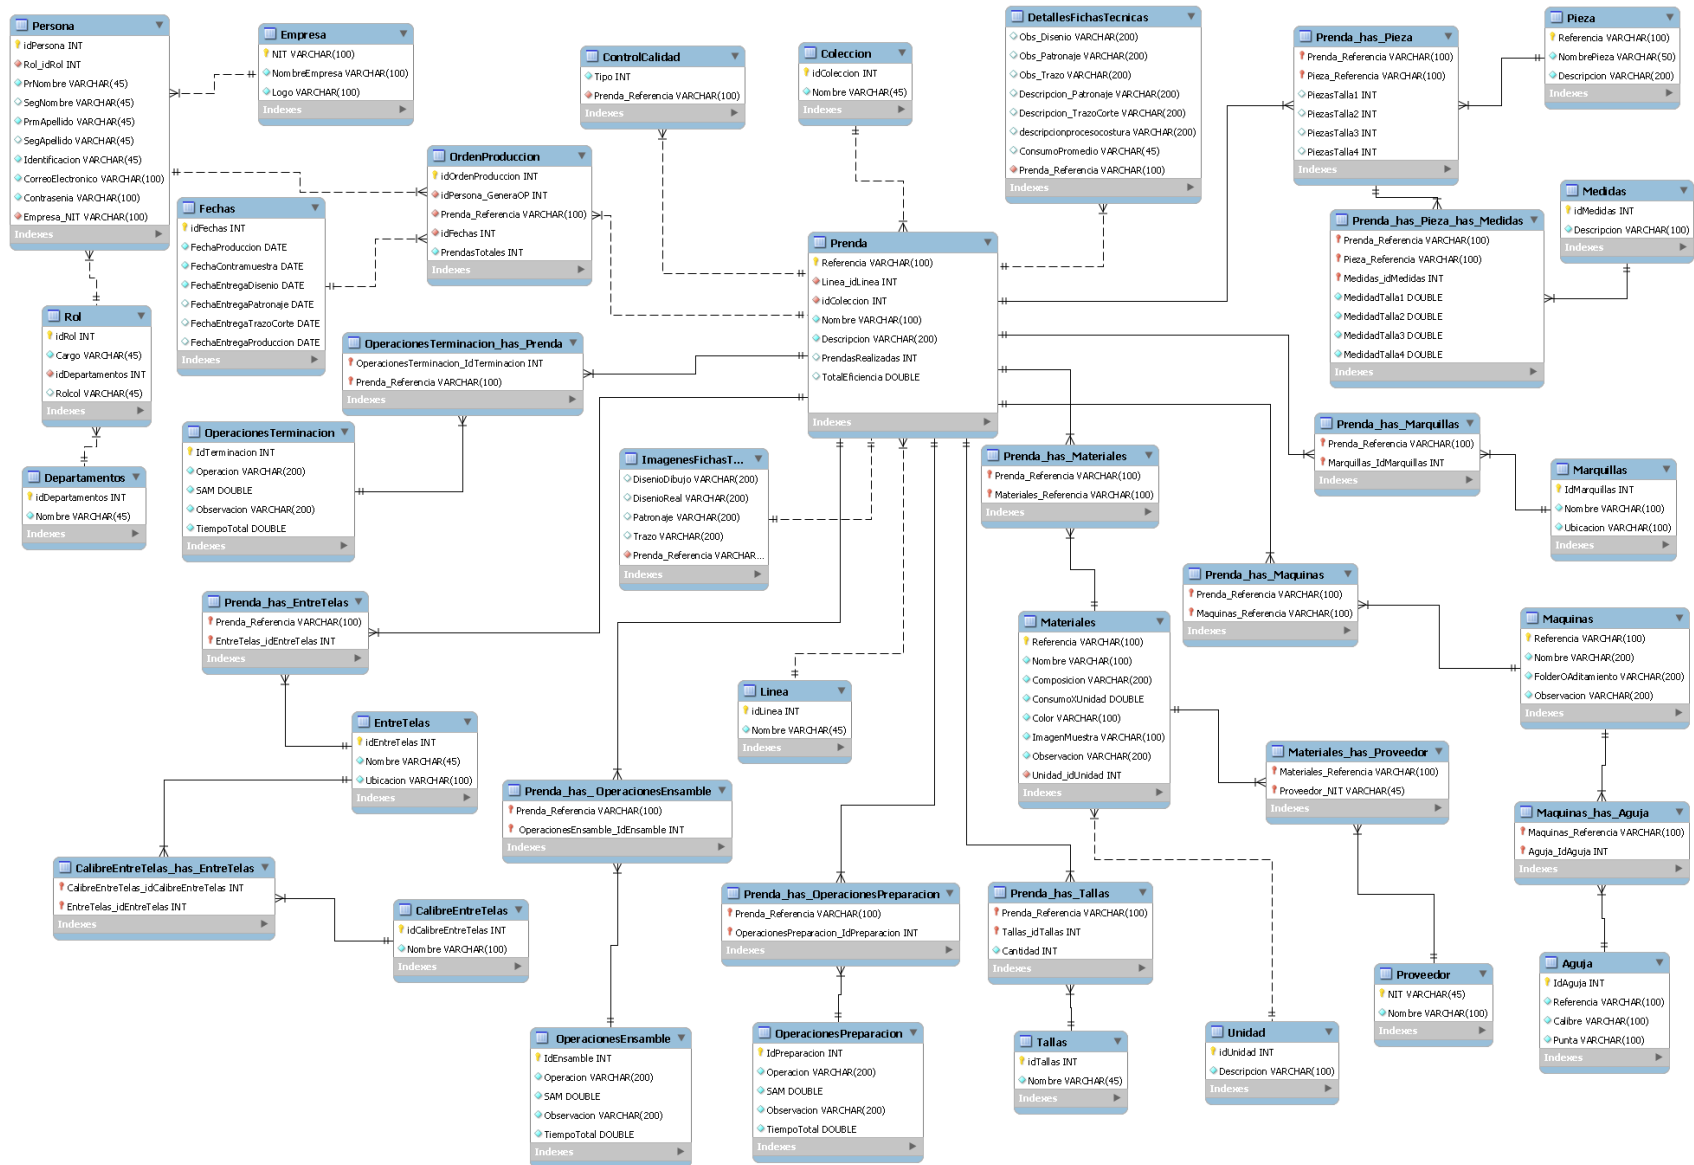 Persona
idPersona INT
Rol_idRol INT
PrNombre VARCHAR(45)
SegNombre VARCHAR(45)
PrmApellido VARCHAR(45)
SegApellido VARCHAR(45)
Identificacion VARCHAR(45)
CorreoElectronico VARCHAR(100)
Contrasenia VARCHAR(100)
Empresa_NIT VARCHAR(100)
Indexes
Empresa
NIT VARCHAR(100)
NombreEmpresa VARCHAR(100)
Logo VARCHAR(100)
Indexes
ControlCalidad
Tipo INT
Prenda_Referencia VARCHAR(100)
Indexes
Coleccion
idColeccion INT
Nombre VARCHAR(45)
Indexes
DetallesFichasTecnicas
Obs_Disenio VARCHAR(200)
Obs_Patronaje VARCHAR(200)
Obs_Trazo VARCHAR(200)
Descripcion_Patronaje VARCHAR(200)
Descripcion_TrazoCorte VARCHAR(200)
descripcionprocesocostura VARCHAR(200)
ConsumoPromedio VARCHAR(45)
Prenda_Referencia VARCHAR(100)
Indexes
Prenda_has_Pieza
Prenda_Referencia VARCHAR(100)
Pieza_Referencia VARCHAR(100)
PiezasTalla1 INT
PiezasTalla2 INT
PiezasTalla3 INT
PiezasTalla4 INT
Indexes
Pieza
Referencia VARCHAR(100)
NombrePieza VARCHAR(50)
Descripcion VARCHAR(200)
Indexes
OrdenProduccion
idOrdenProduccion INT
idPersona_GeneraOP INT
Prenda_Referencia VARCHAR(100)
idFechas INT
PrendasTotales INT
Indexes
Fechas
idFechas INT
FechaProduccion DATE
FechaContramuestra DATE
FechaEntregaDisenio DATE
FechaEntregaPatronaje DATE
FechaEntregaTrazoCorte DATE
FechaEntregaProduccion DATE
Indexes
Prenda
Referencia VARCHAR(100)
Linea_idLinea INT
idColeccion INT
Nombre VARCHAR(100)
Descripcion VARCHAR(200)
PrendasRealizadas INT
TotalEficiencia DOUBLE
Indexes
Prenda_has_Pieza_has_Medidas
Prenda_Referencia VARCHAR(100)
Pieza_Referencia VARCHAR(100)
Medidas_idMedidas INT
MedidadTalla1 DOUBLE
MedidadTalla2 DOUBLE
MedidadTalla3 DOUBLE
MedidadTalla4 DOUBLE
Indexes
Medidas
idMedidas INT
Descripcion VARCHAR(100)
Indexes
Rol
idRol INT
Cargo VARCHAR(45)
idDepartamentos INT
Rolcol VARCHAR(45)
Indexes
OperacionesTerminacion_has_Prenda
OperacionesTerminacion_IdTerminacion INT
Prenda_Referencia VARCHAR(100)
Indexes
OperacionesTerminacion
IdTerminacion INT
Operacion VARCHAR(200)
SAM DOUBLE
Observacion VARCHAR(200)
TiempoTotal DOUBLE
Indexes
Departamentos
idDepartamentos INT
Nombre VARCHAR(45)
Indexes
ImagenesFichasT...
DisenioDibujo VARCHAR(200)
DisenioReal VARCHAR(200)
Patronaje VARCHAR(200)
Trazo VARCHAR(200)
Prenda_Referencia VARCHAR...
Indexes
Prenda_has_Materiales
Prenda_Referencia VARCHAR(100)
Materiales_Referencia VARCHAR(100)
Indexes
Prenda_has_Marquillas
Prenda_Referencia VARCHAR(100)
Marquillas_IdMarquillas INT
Indexes
Marquillas
IdMarquillas INT
Nombre VARCHAR(100)
Ubicacion VARCHAR(100)
Indexes
Prenda_has_EntreTelas
Prenda_Referencia VARCHAR(100)
EntreTelas_idEntreTelas INT
Indexes
Prenda_has_Maquinas
Prenda_Referencia VARCHAR(100)
Maquinas_Referencia VARCHAR(100)
Indexes
Materiales
Referencia VARCHAR(100)
Nombre VARCHAR(100)
Composicion VARCHAR(200)
ConsumoXUnidad DOUBLE
Color VARCHAR(100)
ImagenMuestra VARCHAR(100)
Observacion VARCHAR(200)
Unidad_idUnidad INT
Indexes
Maquinas
Referencia VARCHAR(100)
Nombre VARCHAR(200)
FolderOAditamiento VARCHAR(200)
Observacion VARCHAR(200)
Indexes
Linea
idLinea INT
Nombre VARCHAR(45)
Indexes
EntreTelas
idEntreTelas INT
Nombre VARCHAR(45)
Ubicacion VARCHAR(100)
Indexes
Materiales_has_Proveedor
Materiales_Referencia VARCHAR(100)
Proveedor_NIT VARCHAR(45)
Indexes
Prenda_has_ OperacionesEnsamble
Prenda_Referencia VARCHAR(100)
OperacionesEnsamble_IdEnsamble INT
Indexes
Maquinas_has_Aguja
Maquinas_Referencia VARCHAR(100)
Aguja_IdAguja INT
Indexes
CalibreEntreTelas_has_EntreTelas
CalibreEntreTelas_idCalibreEntreTelas INT
EntreTelas_idEntreTelas INT
Indexes
CalibreEntreTelas
idCalibreEntreTelas INT
Nombre VARCHAR(100)
Indexes
Prenda_has_OperacionesPreparacion
Prenda_Referencia VARCHAR(100)
OperacionesPreparacion_IdPreparacion INT
Indexes
Prenda_has_Tallas
Prenda_Referencia VARCHAR(100)
Tallas_idTallas INT
Cantidad INT
Indexes
Proveedor
NIT VARCHAR(45)
Nombre VARCHAR(100)
Indexes
Aguja
IdAguja INT
Referencia VARCHAR(100)
Calibre VARCHAR(100)
Punta VARCHAR(100)
Indexes
OperacionesEnsamble
IdEnsamble INT
Operacion VARCHAR(200)
SAM DOUBLE
Observacion VARCHAR(200)
TiempoTotal DOUBLE
Indexes
OperacionesPreparacion
IdPreparacion INT
Operacion VARCHAR(200)
SAM DOUBLE
Observacion VARCHAR(200)
TiempoTotal DOUBLE
Indexes
Tallas
idTallas INT
Nombre VARCHAR(45)
Indexes
Unidad
idUnidad INT
Descripcion VARCHAR(100)
Indexes